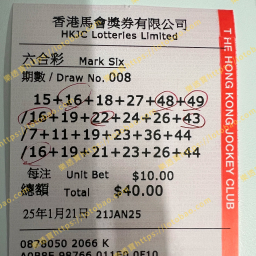 香港馬會獎券有限公司
HKJC Lotteries Limited
六合彩 Mark Six
期數 / Draw No. 008
15+16+18+27+48+49
/16+19+22+24+26+43
/7+11+19+23+36+44
/16+19+21+23+26+44
每注 Unit Bet $10.00
總額 Total $40.00
25年1月21日 21JAN25
THE HONG KONG JOCKEY CLUB